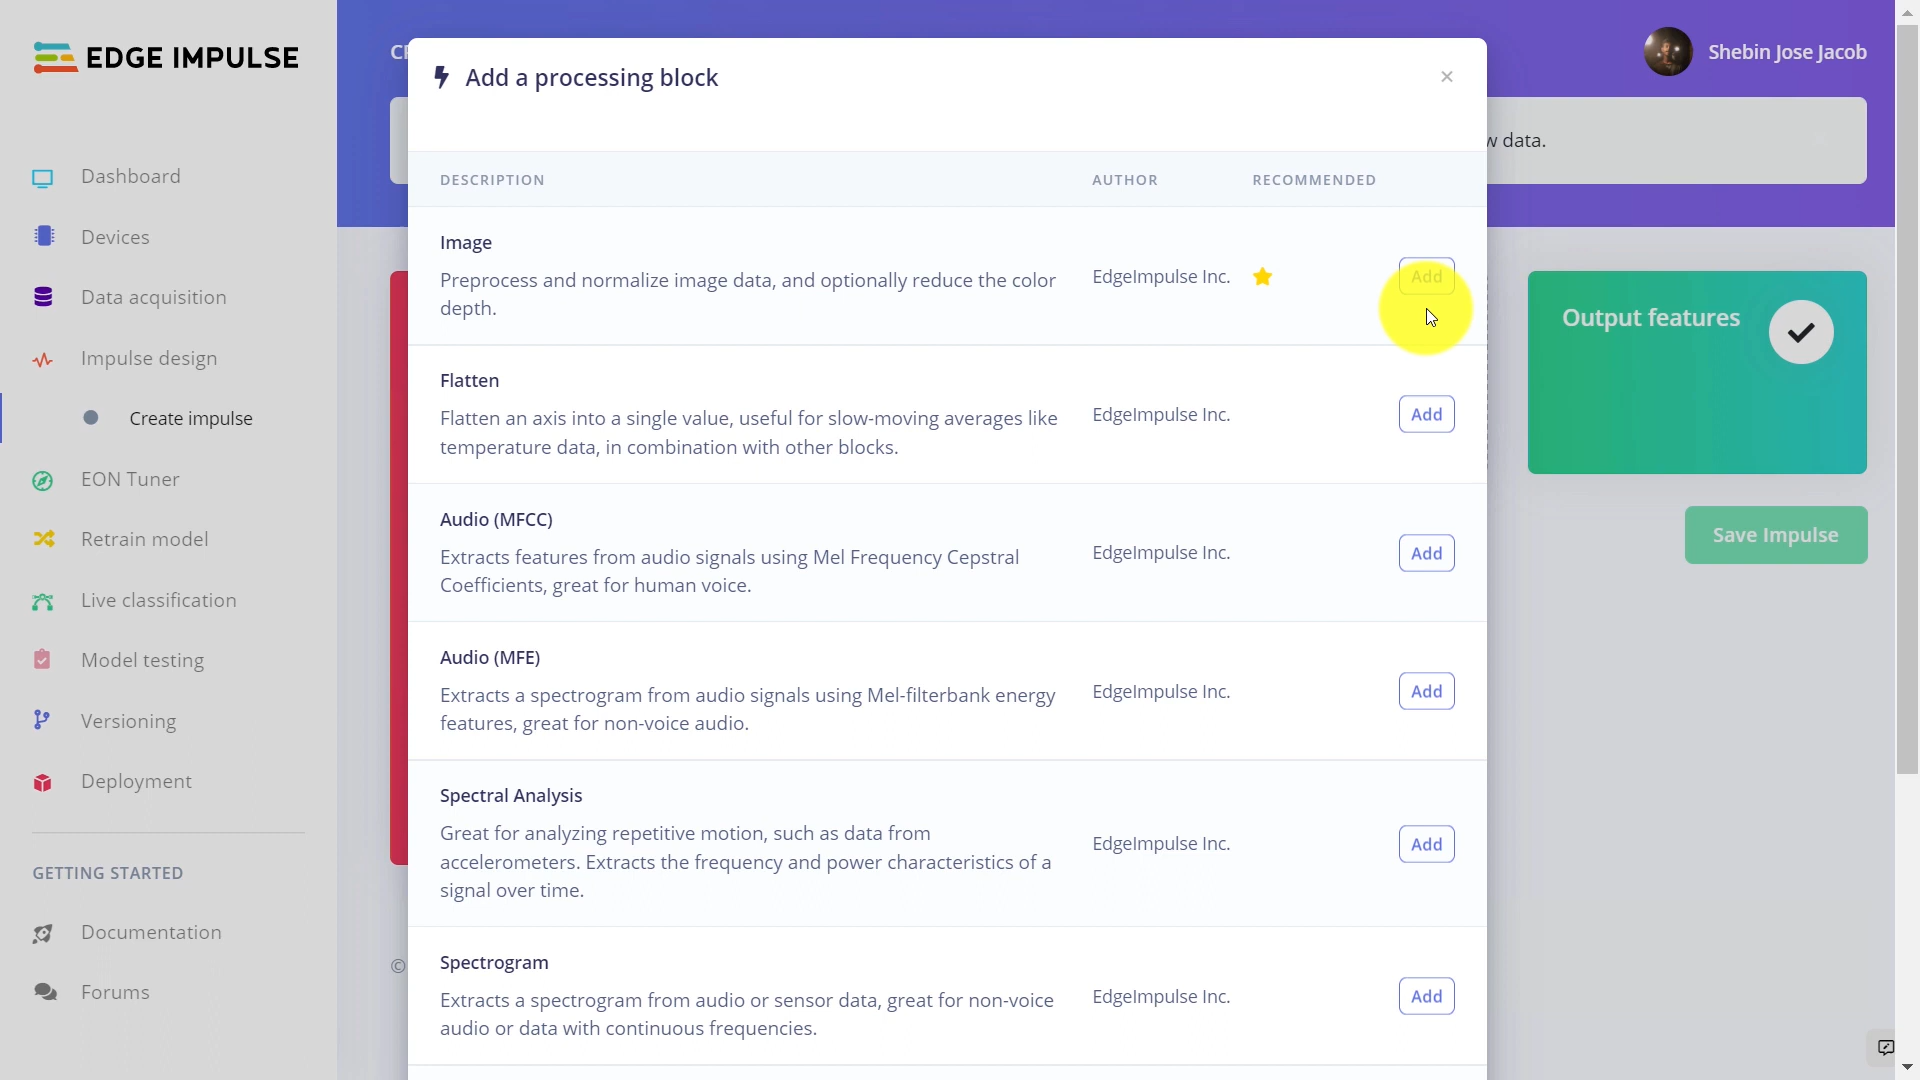 EDGE IMPULSE
Dashboard
Devices
Data acquisition
Impulse design
Create impulse
EON Tuner
Retrain model
Live classification
Model testing
Versioning
Deployment
GETTING STARTED
Documentation
Forums
Shebin Jose Jacob
w data.
Add a processing block
×
DESCRIPTION AUTHOR RECOMMENDED
Image
Preprocess and normalize image data, and optionally reduce the color
depth.
EdgeImpulse Inc.
Add
Flatten
Flatten an axis into a single value, useful for slow-moving averages like
temperature data, in combination with other blocks.
EdgeImpulse Inc.
Add
Audio (MFCC)
Extracts features from audio signals using Mel Frequency Cepstral
Coefficients, great for human voice.
EdgeImpulse Inc.
Add
Audio (MFE)
Extracts a spectrogram from audio signals using Mel-filterbank energy
features, great for non-voice audio.
EdgeImpulse Inc.
Add
Spectral Analysis
Great for analyzing repetitive motion, such as data from
accelerometers. Extracts the frequency and power characteristics of a
signal over time.
EdgeImpulse Inc.
Add
Spectrogram
Extracts a spectrogram from audio or sensor data, great for non-voice
audio or data with continuous frequencies.
EdgeImpulse Inc.
Add
Output features
Save Impulse
©